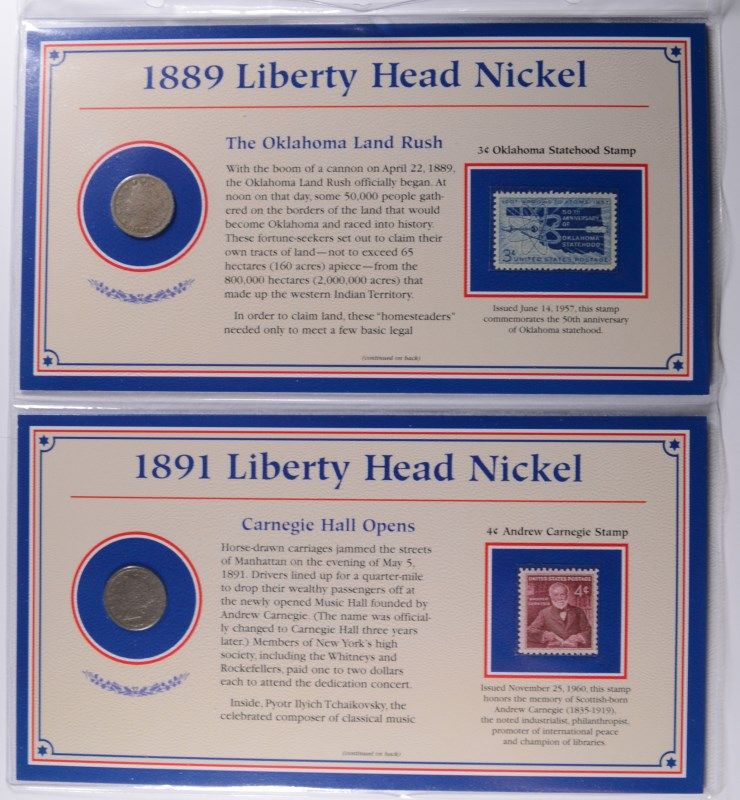 1889 Liberty Head Nickel
The Oklahoma Land Rush
With the boom of a cannon on April 22, 1889,
the Oklahoma Land Rush officially began. At
noon on that day, some 50,000 people gath-
ered on the borders of the land that would
become Oklahoma and raced into history.
These fortune-seekers set out to claim their
own tracts of land—not to exceed 65
hectares (160 acres) apiece—from the
800,000 hectares (2,000,000 acres) that
made up the western Indian Territory.
In order to claim land, these "homesteaders"
needed only to meet a few basic legal
(continued on back)
3¢ Oklahoma Statehood Stamp
1907 ARROWS TO ATOMS 1957
50TH
ANNIVERSARY
OF
OKLAHOMA
STATEHOOD
3¢ UNITED STATES POSTAGE
Issued June 14, 1957, this stamp
commemorates the 50th anniversary
of Oklahoma statehood.
1891 Liberty Head Nickel
Carnegie Hall Opens
Horse-drawn carriages jammed the streets
of Manhattan on the evening of May 5,
1891. Drivers lined up for a quarter-mile
to drop their wealthy passengers off at
the newly opened Music Hall founded by
Andrew Carnegie. (The name was official-
ly changed to Carnegie Hall three years
later.) Members of New York's high
society, including the Whitneys and
Rockefellers, paid one to two dollars
each to attend the dedication concert.
Inside, Pyotr Ilyich Tchaikovsky, the
celebrated composer of classical music
(continued on back)
4¢ Andrew Carnegie Stamp
UNITED STATES POSTAGE
ANDREW
CARNEGIE
4¢
Issued November 25, 1960, this stamp
honors the memory of Scottish-born
Andrew Carnegie (1835-1919),
the noted industrialist, philanthropist,
promoter of international peace
and champion of libraries.